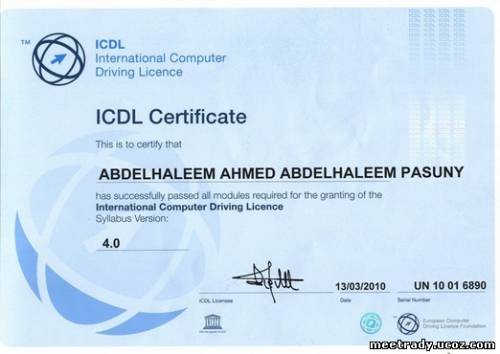 TM
ICDL
International Computer
Driving Licence
ICDL Certificate
This is to certify that
ABDELHALEEM AHMED ABDELHALEEM PASUNY
has successfully passed all modules required for the granting of the
International Computer Driving Licence
Syllabus Version:
4.0
13/03/2010
UN 10 01 6890
ICDL Licensee
Date
Serial Number
European Computer
Driving Licence Foundation
meetrady.ucoz.com